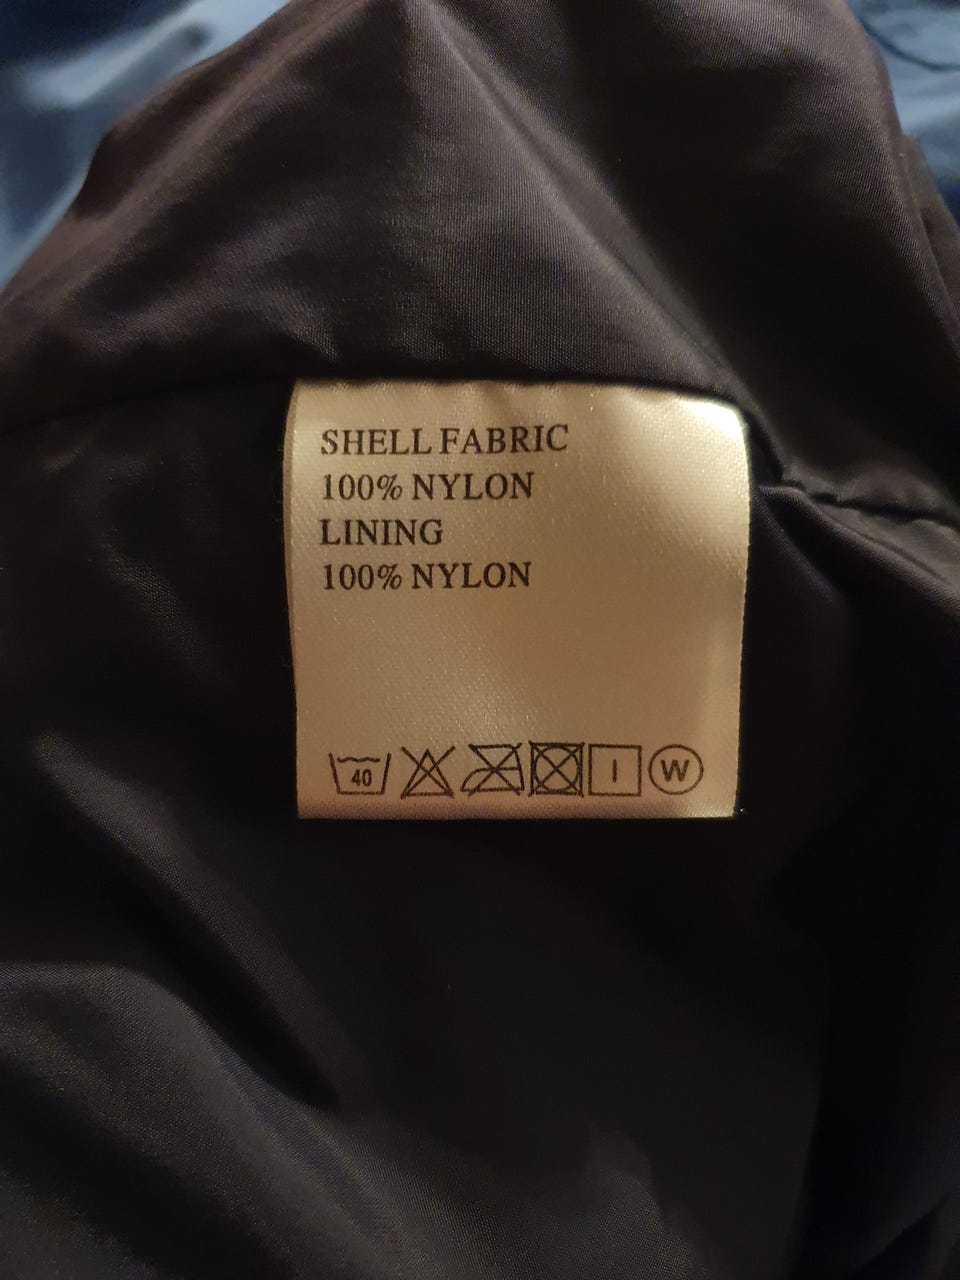 SHELL FABRIC
100% NYLON
LINING
100% NYLON
40 I W